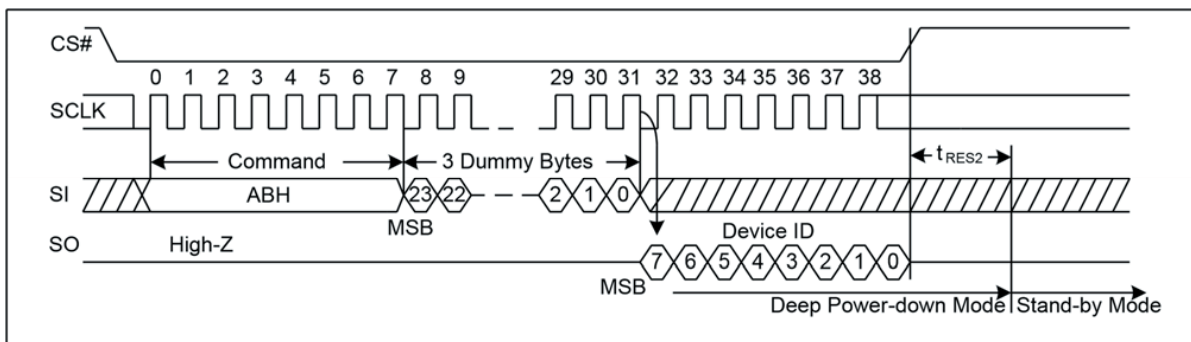 CS#
0 1 2 3 4 5 6 7 8 9 29 30 31 32 33 34 35 36 37 38
SCLK
Command 3 Dummy Bytes tRES2
SI ABH 23 22 2 1 0
MSB
SO High-Z Device ID
7 6 5 4 3 2 1 0
MSB
Deep Power-down Mode Stand-by Mode